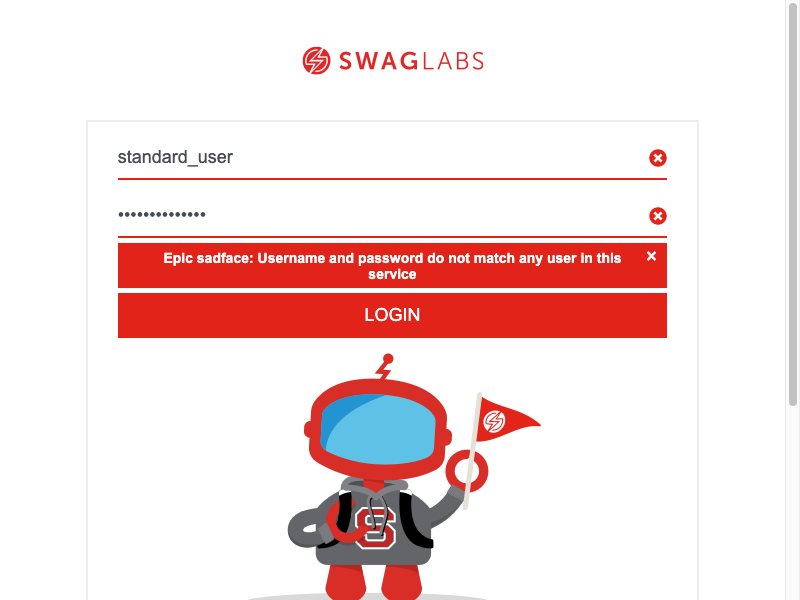 SWAGLABS
standard_user
••••••••••••••
Epic sadface: Username and password do not match any user in this
service
LOGIN
S